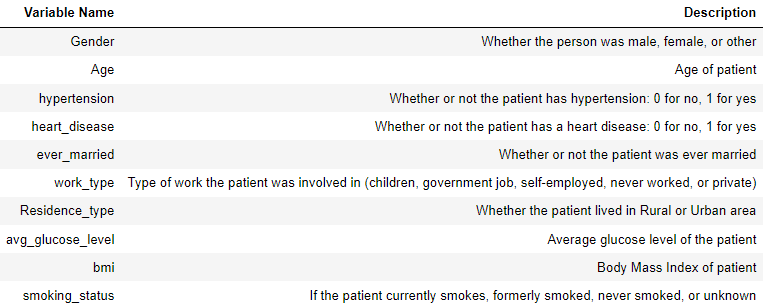 Variable Name Description
Gender Whether the person was male, female, or other
Age Age of patient
hypertension Whether or not the patient has hypertension: 0 for no, 1 for yes
heart_disease Whether or not the patient has a heart disease: 0 for no, 1 for yes
ever_married Whether or not the patient was ever married
work_type Type of work the patient was involved in (children, government job, self-employed, never worked, or private)
Residence_type Whether the patient lived in Rural or Urban area
avg_glucose_level Average glucose level of the patient
bmi Body Mass Index of patient
smoking_status If the patient currently smokes, formerly smoked, never smoked, or unknown